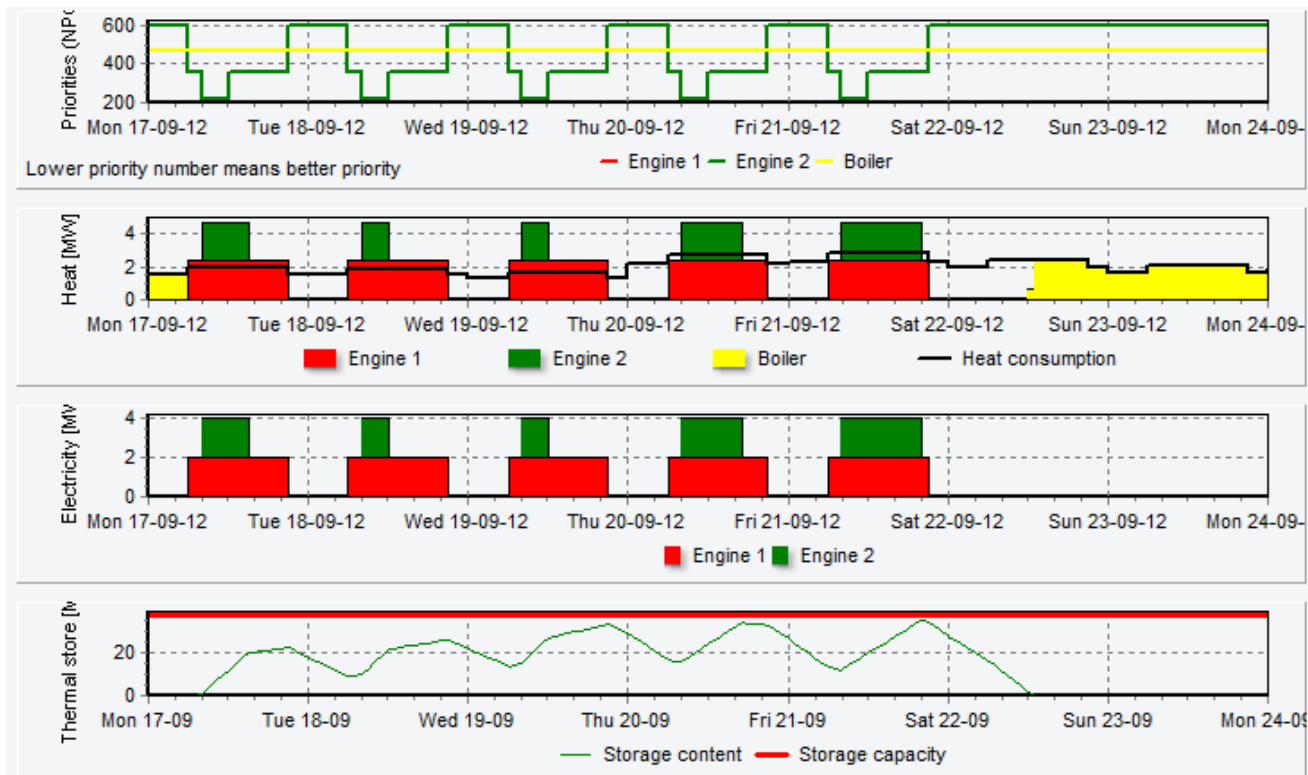 Priorities (NPC
600
400
200
Mon 17-09-12 Tue 18-09-12 Wed 19-09-12 Thu 20-09-12 Fri 21-09-12 Sat 22-09-12 Sun 23-09-12 Mon 24-09-
Lower priority number means better priority
Engine 1 Engine 2 Boiler
Heat [MW]
4
2
0
Mon 17-09-12 Tue 18-09-12 Wed 19-09-12 Thu 20-09-12 Fri 21-09-12 Sat 22-09-12 Sun 23-09-12 Mon 24-09-
Engine 1 Engine 2 Boiler Heat consumption
Electricity [MV
4
2
0
Mon 17-09-12 Tue 18-09-12 Wed 19-09-12 Thu 20-09-12 Fri 21-09-12 Sat 22-09-12 Sun 23-09-12 Mon 24-09-
Engine 1 Engine 2
Thermal store [M
20
0
Mon 17-09 Tue 18-09 Wed 19-09 Thu 20-09 Fri 21-09 Sat 22-09 Sun 23-09 Mon 24-09
Storage content Storage capacity